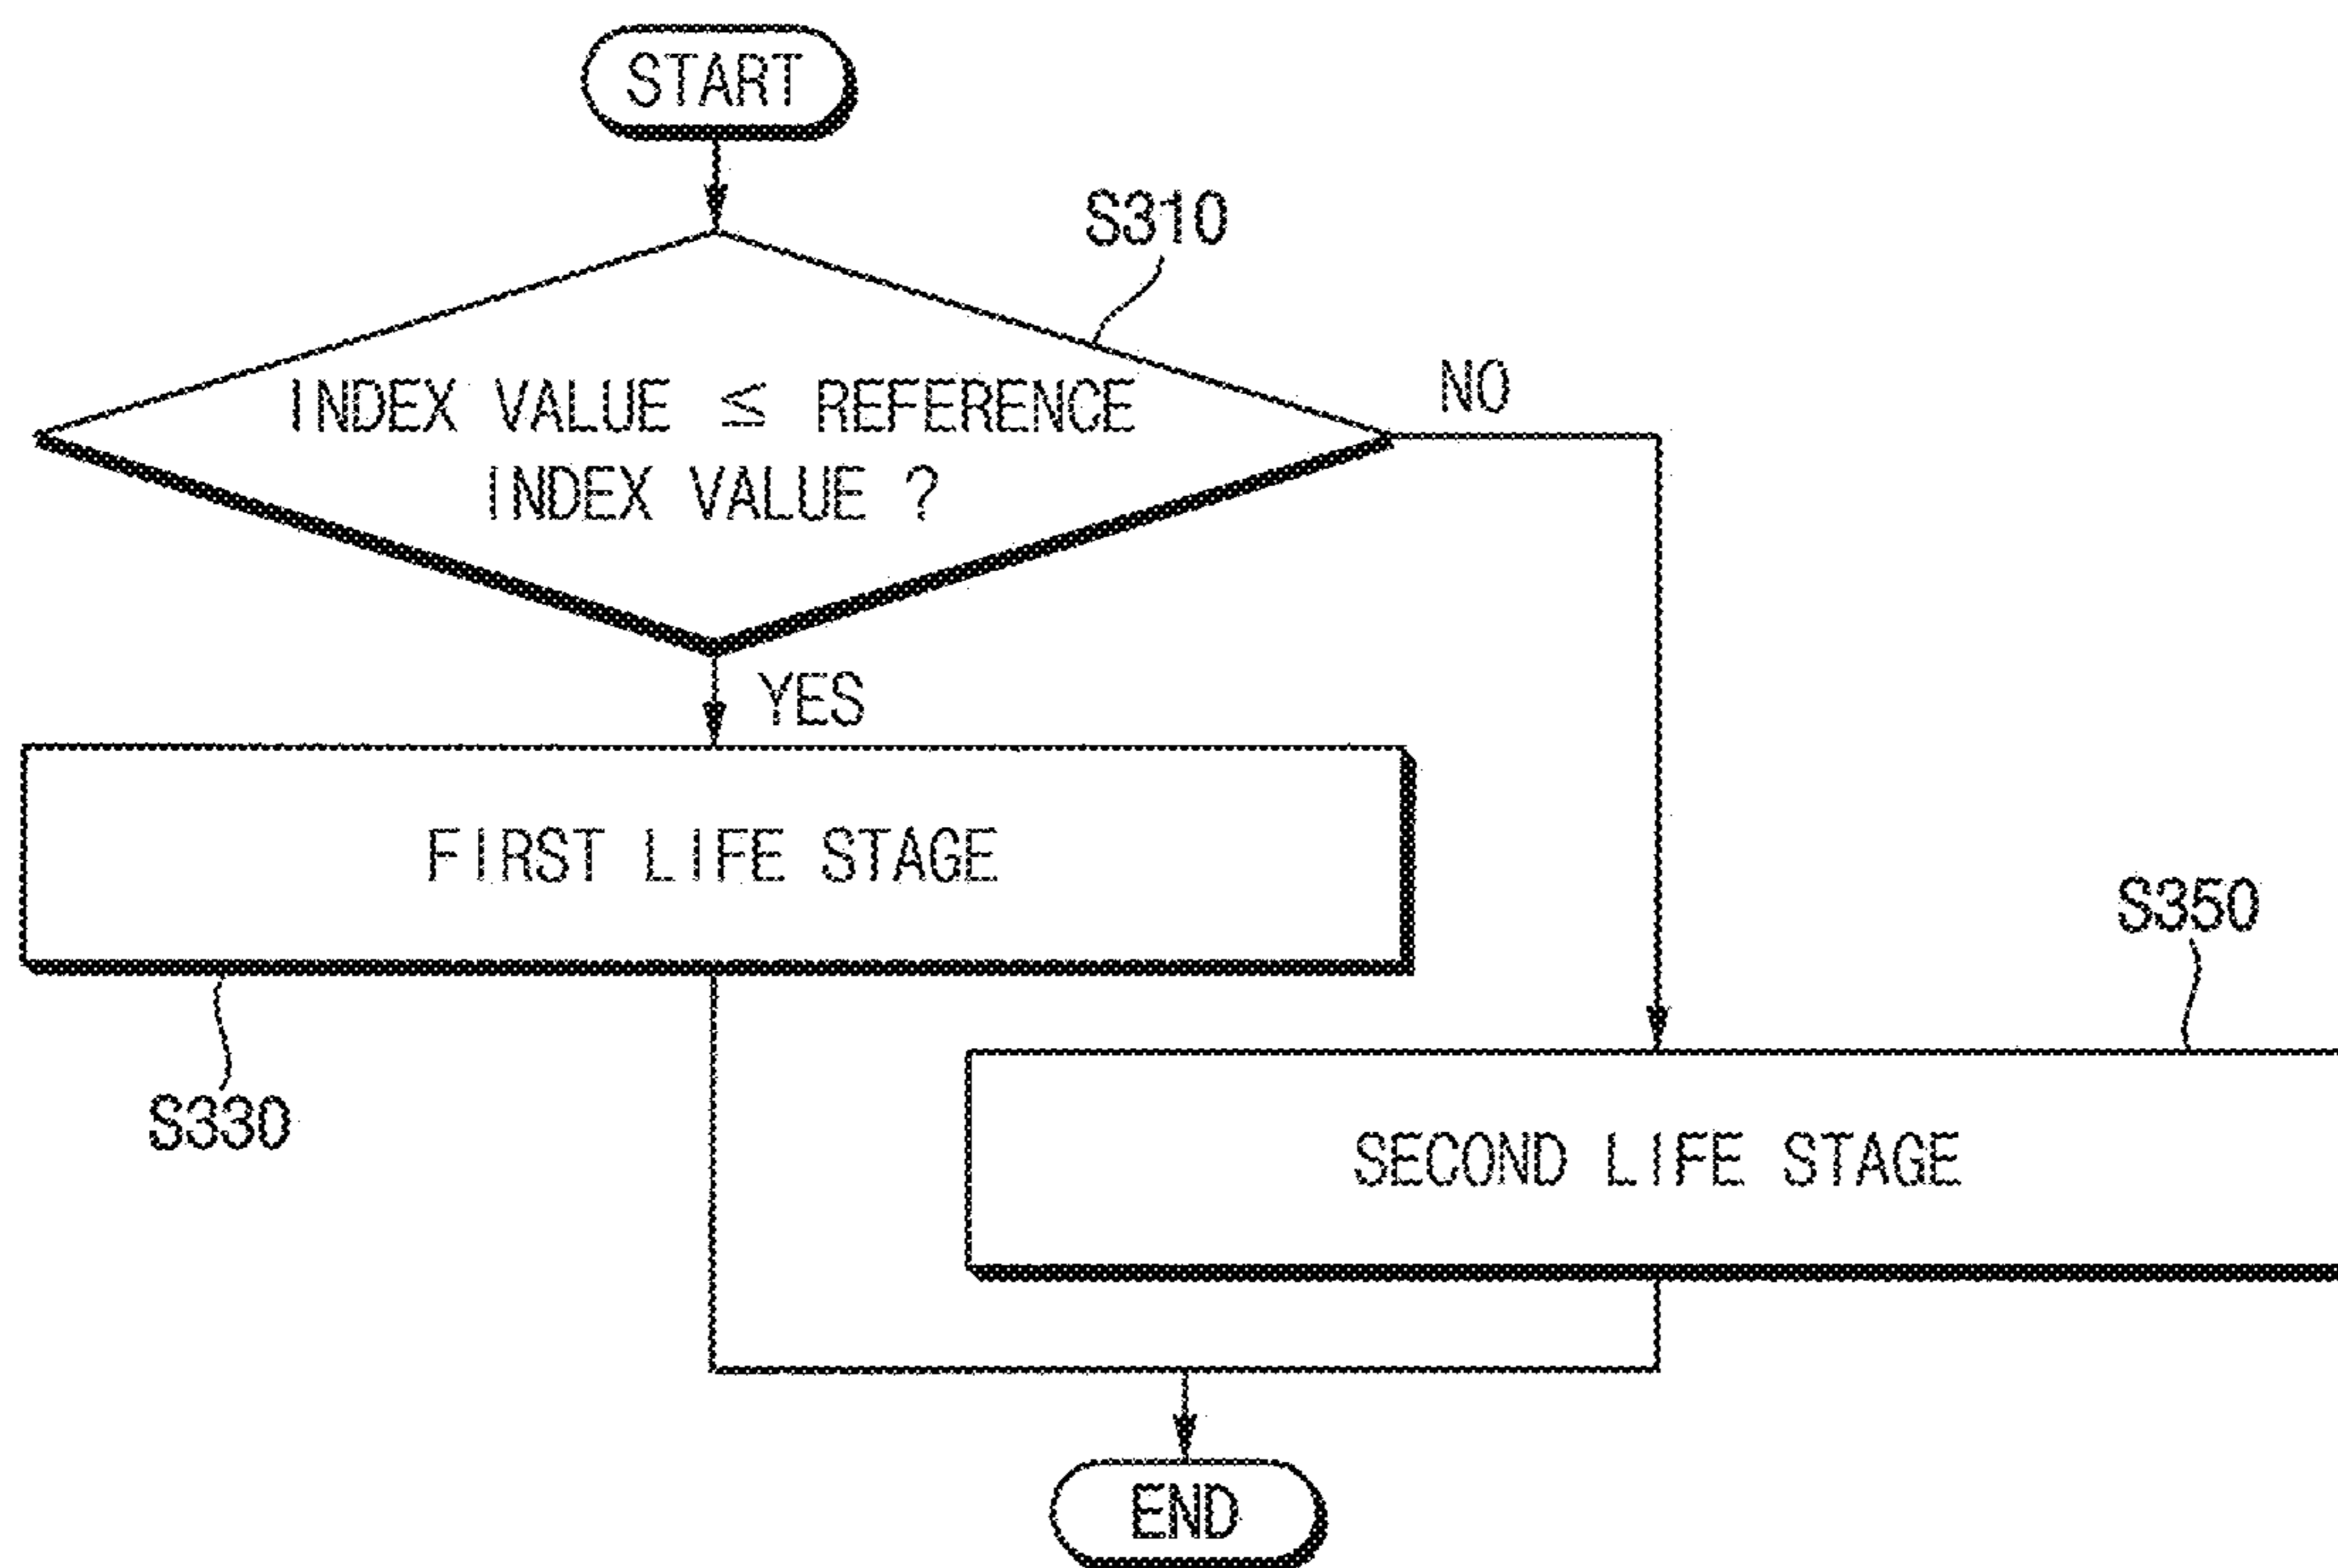 START
S310
INDEX VALUE ≤ REFERENCE
INDEX VALUE ?
NO
YES
FIRST LIFE STAGE
S330
S350
SECOND LIFE STAGE
END